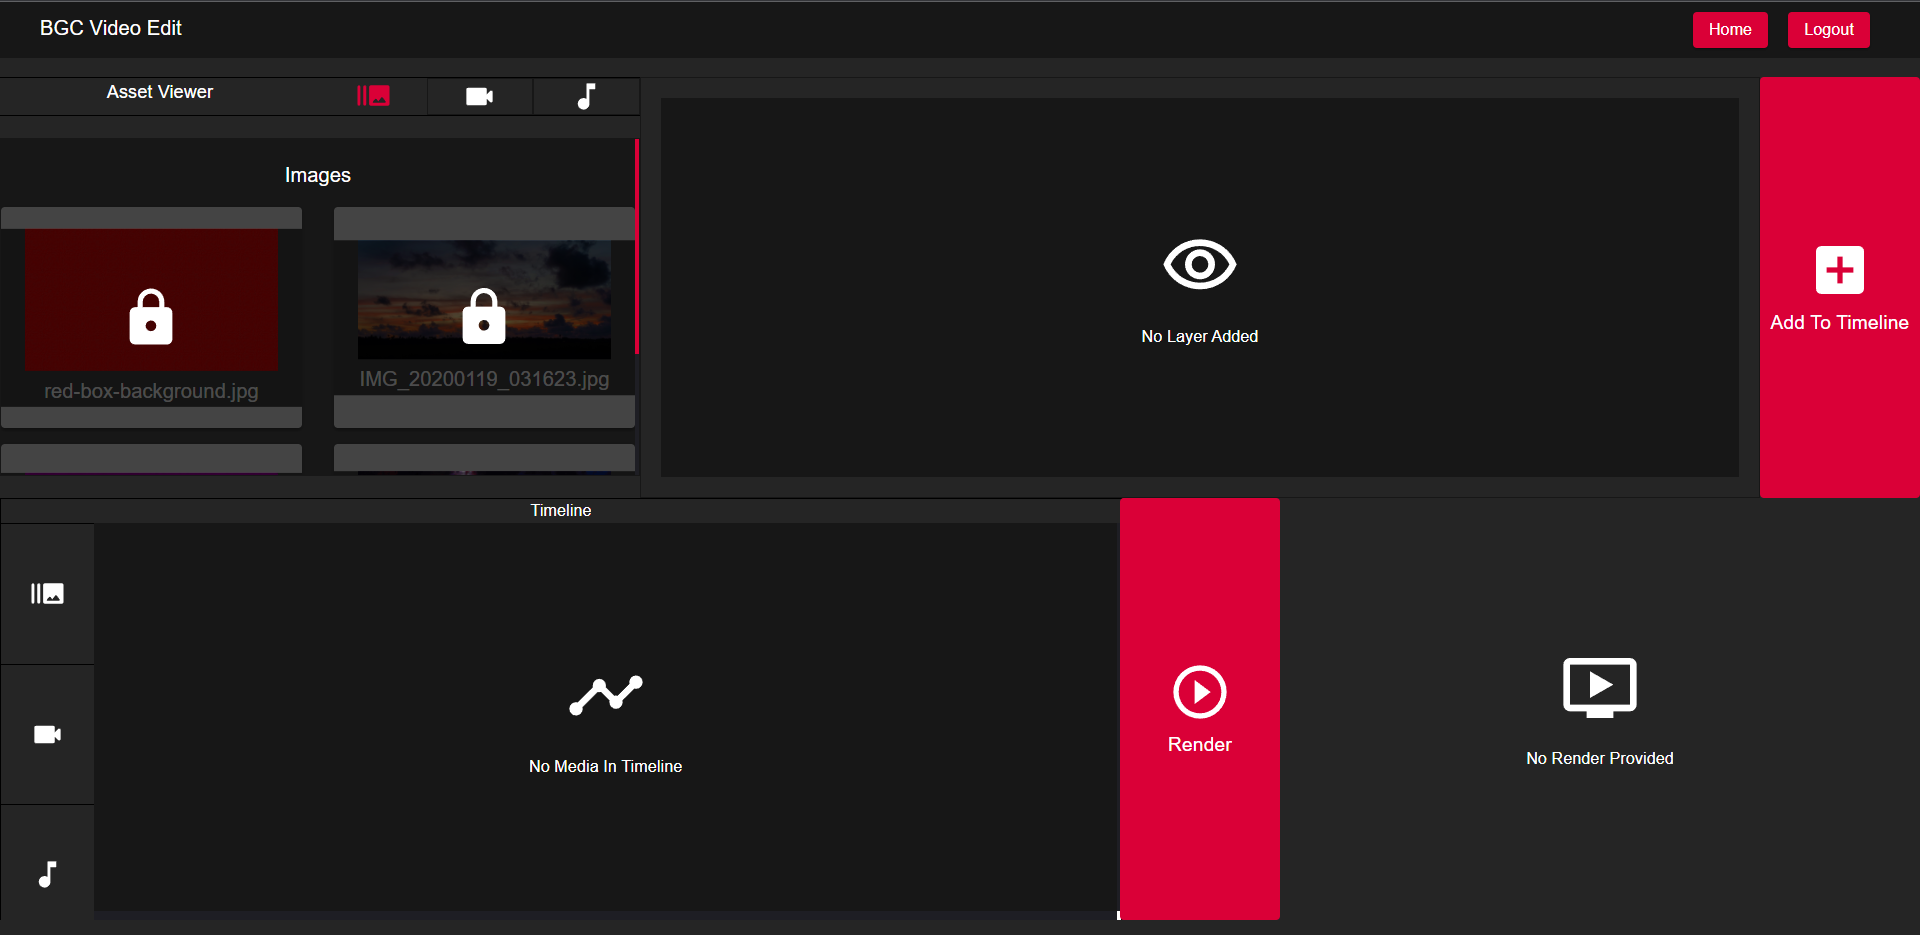 BGC Video Edit
Home
Logout
Asset Viewer
Images
red-box-background.jpg
IMG_20200119_031623.jpg
No Layer Added
Add To Timeline
Timeline
No Media In Timeline
Render
No Render Provided